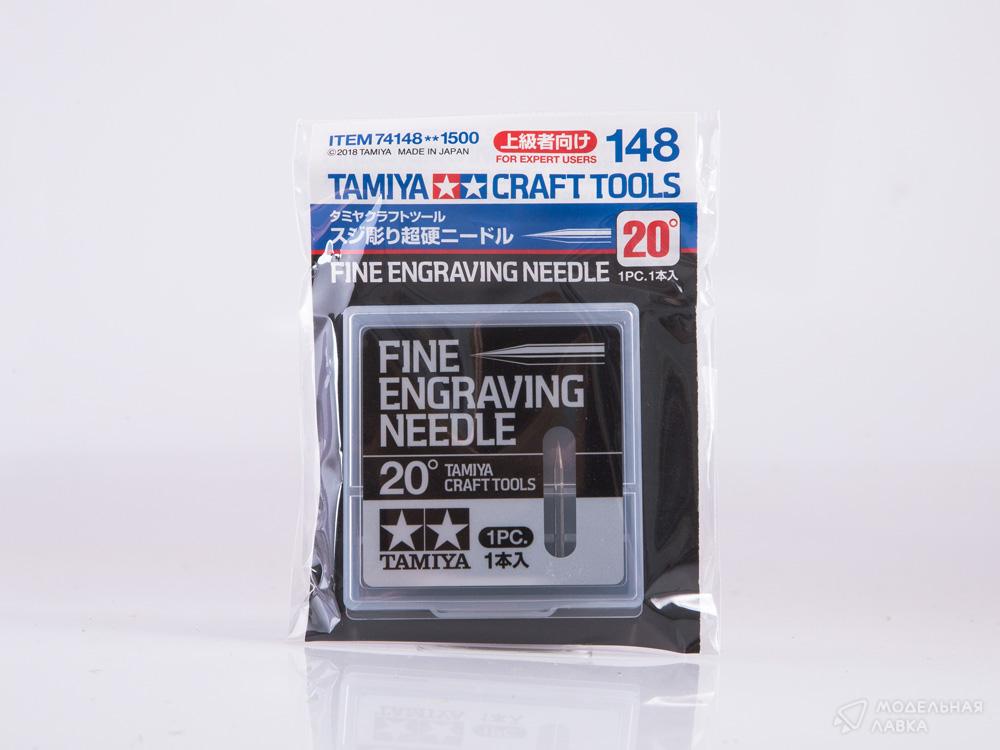 ITEM 74148**1500
©2018 TAMIYA MADE IN JAPAN
上級者向け
FOR EXPERT USERS
148
TAMIYA CRAFT TOOLS
タミヤクラフトツール
スジ彫り超硬ニードル
20°
FINE ENGRAVING NEEDLE
1PC.1本入
FINE
ENGRAVING
NEEDLE
20° TAMIYA
CRAFT TOOLS
TAMIYA
1PC.
1本入
МОДЕЛЬНАЯ
ЛАВКА